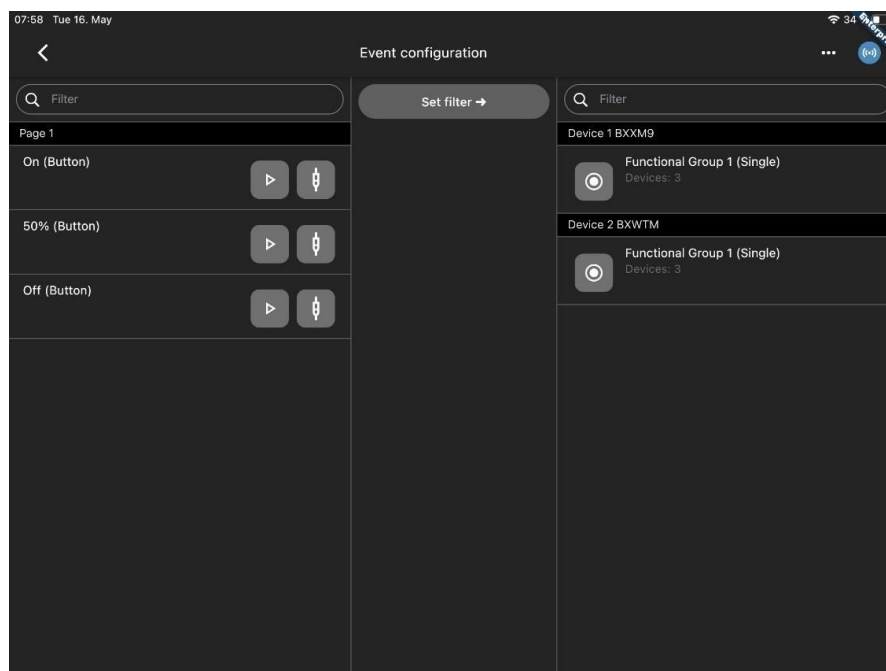 07:58 Tue 16. May
34
Event configuration
Filter
Set filter →
Filter
Page 1
On (Button)
50% (Button)
Off (Button)
Device 1 BXXM9
Functional Group 1 (Single)
Devices: 3
Device 2 BXWTM
Functional Group 1 (Single)
Devices: 3